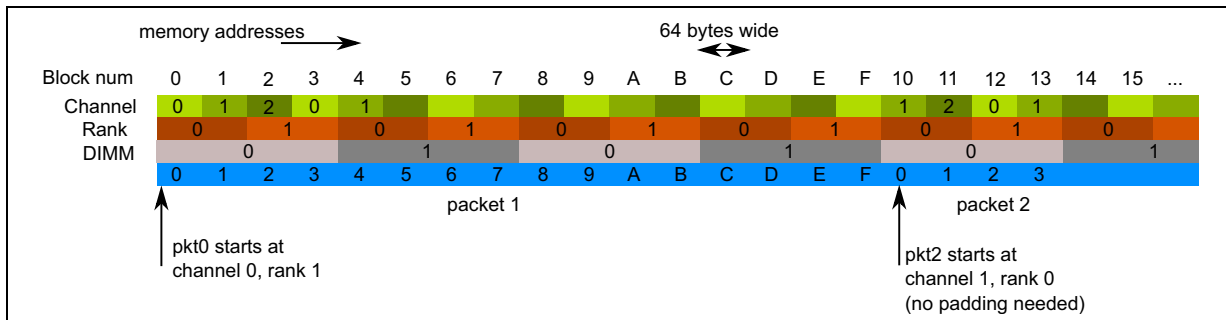 memory addresses
64 bytes wide
Block num 0 1 2 3 4 5 6 7 8 9 A B C D E F 10 11 12 13 14 15 ...
Channel 0 1 2 0 1 1 2 0 1
Rank 0 1 0 1 0 1 0 1 0 1 0
DIMM 0 1 0 1 0 1
0 1 2 3 4 5 6 7 8 9 A B C D E F 0 1 2 3
packet 1 packet 2
pkt0 starts at
channel 0, rank 1
pkt2 starts at
channel 1, rank 0
(no padding needed)